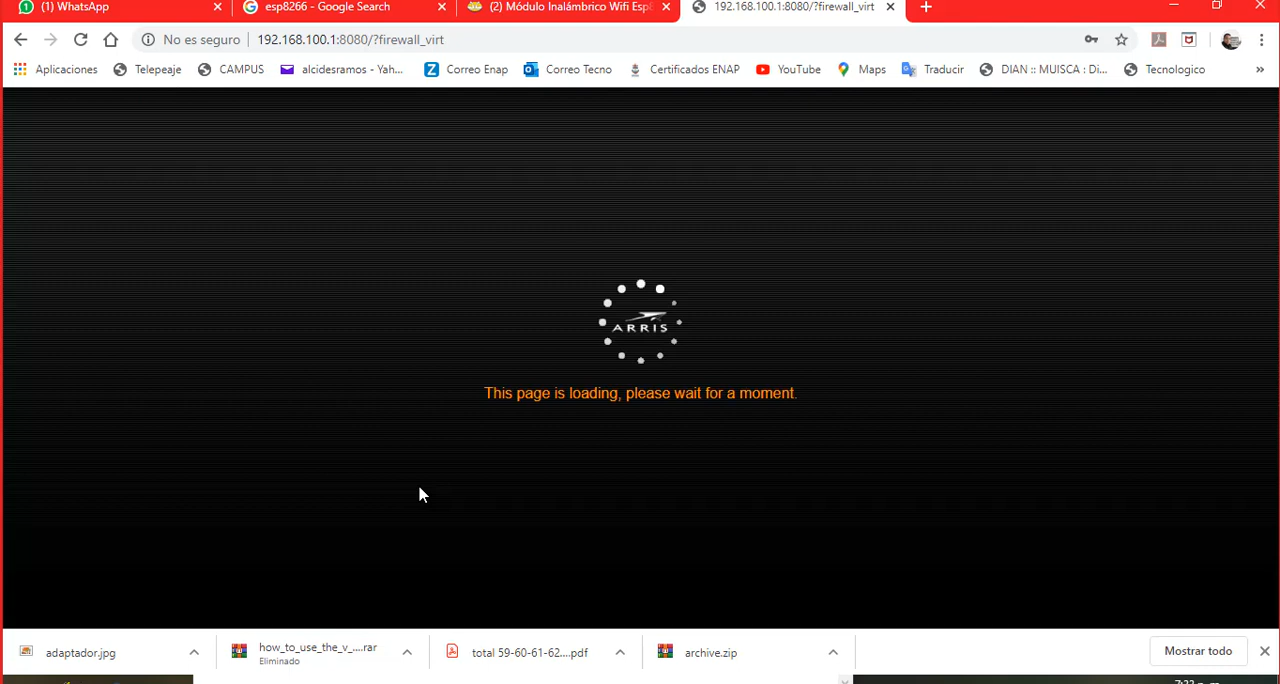 (1) WhatsApp
esp8266 - Google Search
(2) Módulo Inalámbrico Wifi Esp8
192.168.100.1:8080/?firewall_virt
No es seguro
192.168.100.1:8080/?firewall_virt
Aplicaciones
Telepeaje
CAMPUS
alcidesramos - Yah...
Correo Enap
Correo Tecno
Certificados ENAP
YouTube
Maps
Traducir
DIAN :: MUISCA : Di...
Tecnologico
»
ARRIS
This page is loading, please wait for a moment.
adaptador.jpg
how_to_use_the_v_....rar
Eliminado
total 59-60-61-62....pdf
archive.zip
Mostrar todo